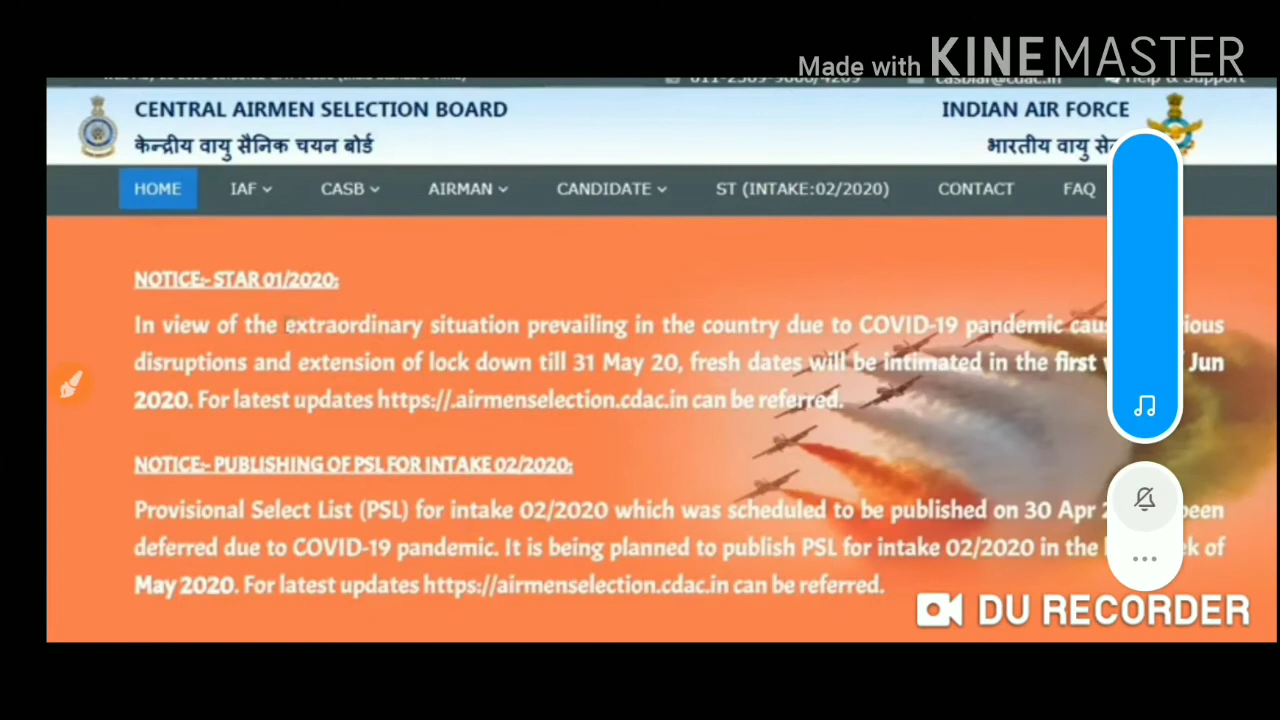 Made with KINEMASTER
CENTRAL AIRMEN SELECTION BOARD
केन्द्रीय वायु सैनिक चयन बोर्ड
INDIAN AIR FORCE
भारतीय वायु
HOME IAF CASB AIRMAN CANDIDATE ST (INTAKE:02/2020) CONTACT FAQ
NOTICE:- STAR 01/2020:
In view of the extraordinary situation prevailing in the country due to COVID-19 pandemic
disruptions and extension of lock down till 31 May 20, fresh dates will be intimated in the first Jun
2020. For latest updates https://.airmenselection.cdac.in can be referred.
NOTICE:- PUBLISHING OF PSL FOR INTAKE 02/2020:
Provisional Select List (PSL) for intake 02/2020 which was scheduled to be published on 30 Apr been
deferred due to COVID-19 pandemic. It is being planned to publish PSL for intake 02/2020 in the of
May 2020. For latest updates https://airmenselection.cdac.in can be referred.
DU RECORDER